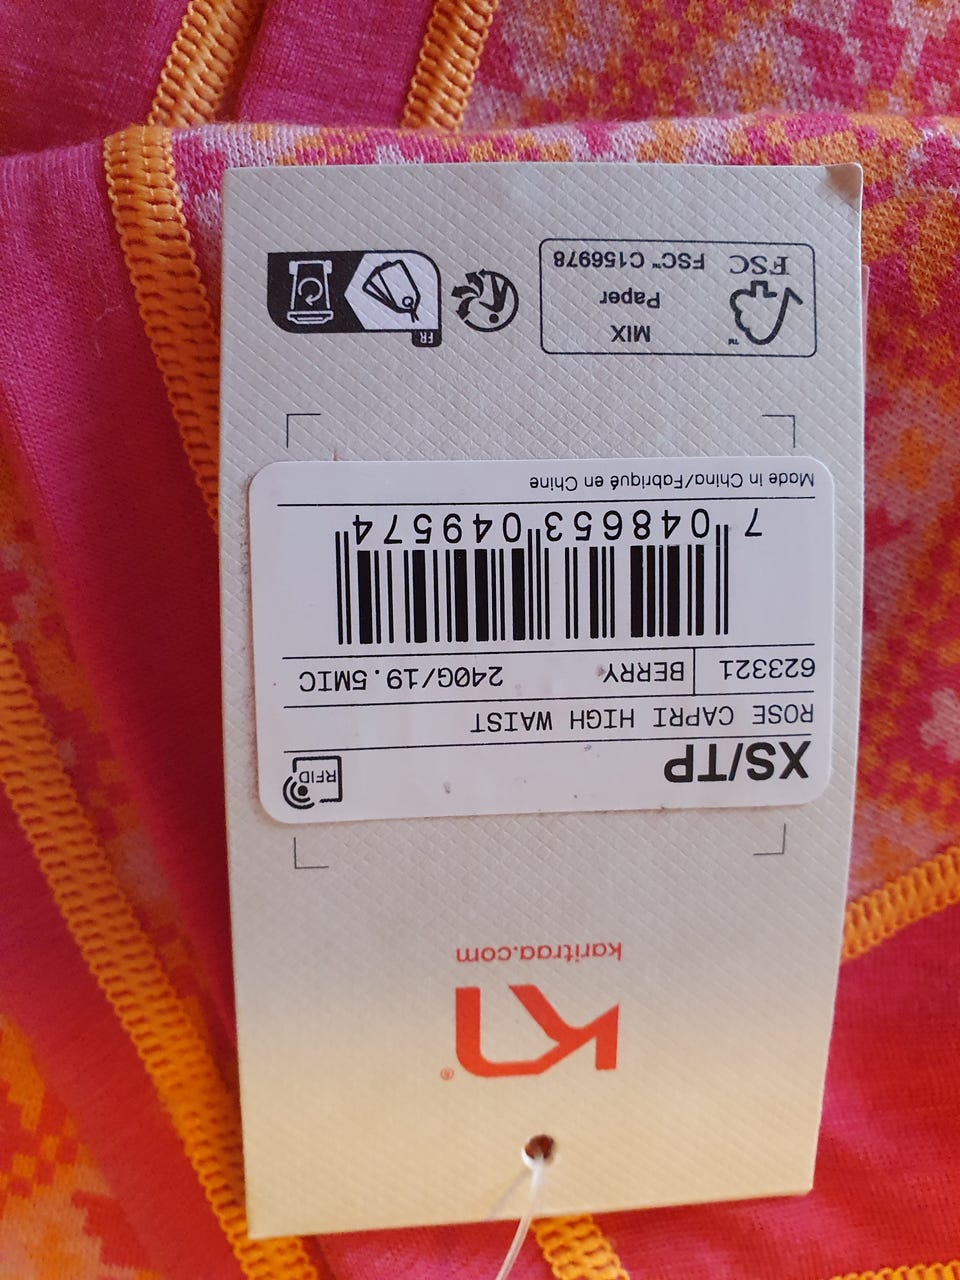 ®
karitraa.com
XS/TP
RFID
ROSE CAPRI HIGH WAIST
623321 BERRY 240G/19.5MIC
7 048653 049574
Made in China/Fabriqué en Chine
™
MIX
Paper
FSC FSC™ C156978
FR